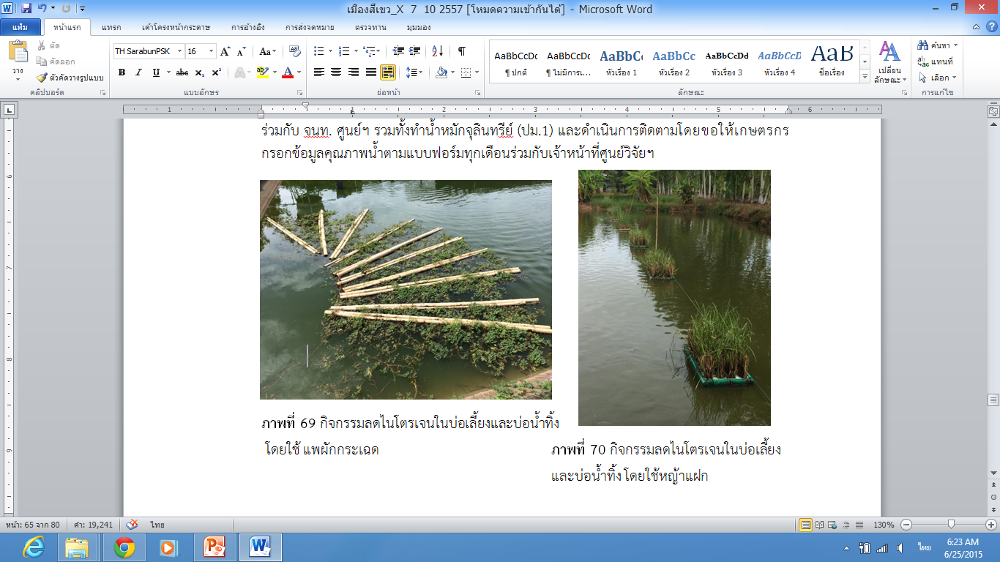 เมืองสีเขว_X 7 10 2557 [โหมดความเข้ากันได้] - Microsoft Word
แฟ้ม หน้าแรก แทรก เค้าโครงหน้ากระดาษ การอ้างอิง การส่งจดหมาย ตรวจทาน มุมมอง
วาง
ตัด
คัดลอก
ตัวคัดวางรูปแบบ
คลิปบอร์ด
TH SarabunPSK 16
แบบอักษร
ย่อหน้า
AaBbCcDc AaBbCcDc AaBbC AaBbCc AaBbCcDd AaBbCcD AaB
¶ ปกติ ¶ ไม่มีการเ... หัวเรื่อง 1 หัวเรื่อง 2 หัวเรื่อง 3 หัวเรื่อง 4 ชื่อเรื่อง
ลักษณะ
เปลี่ยน
ลักษณะ
ค้นหา
แทนที่
เลือก
การแก้ไข
1 1 2 3 4 5 6
6
7
8
9
ร่วมกับ จนท. ศูนย์ฯ รวมทั้งทำน้ำหมักจุลินทรีย์ (ปม.1) และดำเนินการติดตามโดยขอให้เกษตรกร
กรอกข้อมูลคุณภาพน้ำตามแบบฟอร์มทุกเดือนร่วมกับเจ้าหน้าที่ศูนย์วิจัยฯ
ภาพที่ 69 กิจกรรมลดไนโตรเจนในบ่อเลี้ยงและบ่อน้ำทิ้ง
โดยใช้ แพผักกระเฉด
ภาพที่ 70 กิจกรรมลดไนโตรเจนในบ่อเลี้ยง
และบ่อน้ำทิ้ง โดยใช้หญ้าแฝก
หน้า: 65 จาก 80 คำ: 19,241 ไทย 130%
ไทย
6:23 AM
6/25/2015